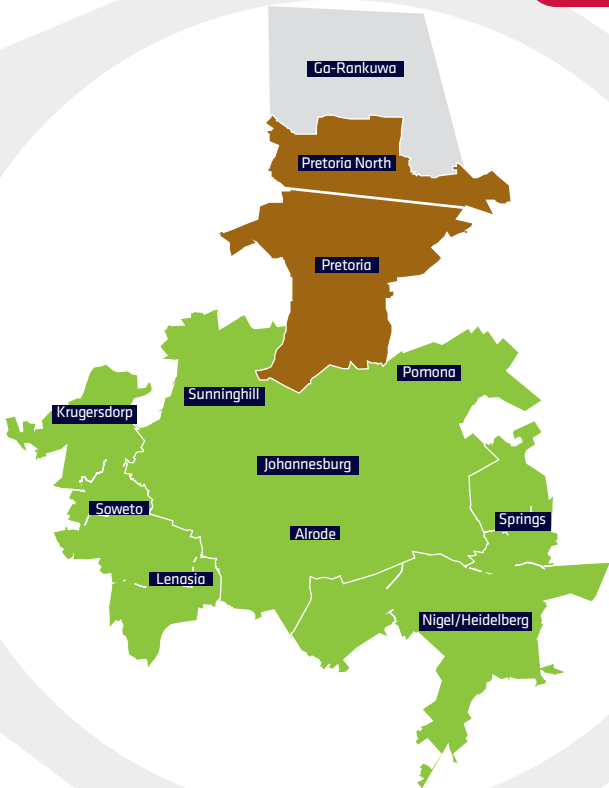 Ga-Rankuwa
Pretoria North
Pretoria
Pomona
Sunninghill
Krugersdorp
Johannesburg
Soweto
Springs
Alrode
Lenasia
Nigel/Heidelberg